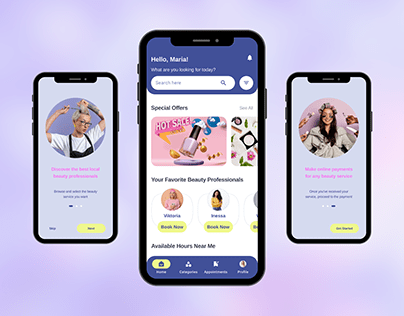 Discover the best local
beauty professionals
Choose and select the beauty
service you want
Skip
Next
Hello, Maria!
What are you looking for today?
Search here
Special Offers
See All
HOT SALE
Your Favorite Beauty Professionals
Viktoria
Inessa
Book Now
Book Now
Available Hours Near Me
Home
Categories
Appointments
Profile
Make online payments
for any beauty service
Once you've received your
service, proceed to the payment
Get Started